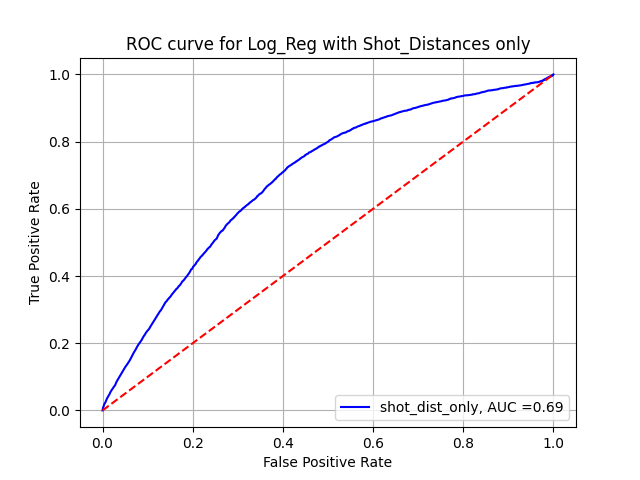 ROC curve for Log_Reg with Shot_Distances only
True Positive Rate
1.0
0.8
0.6
0.4
0.2
0.0
shot_dist_only, AUC =0.69
0.0 0.2 0.4 0.6 0.8 1.0
False Positive Rate